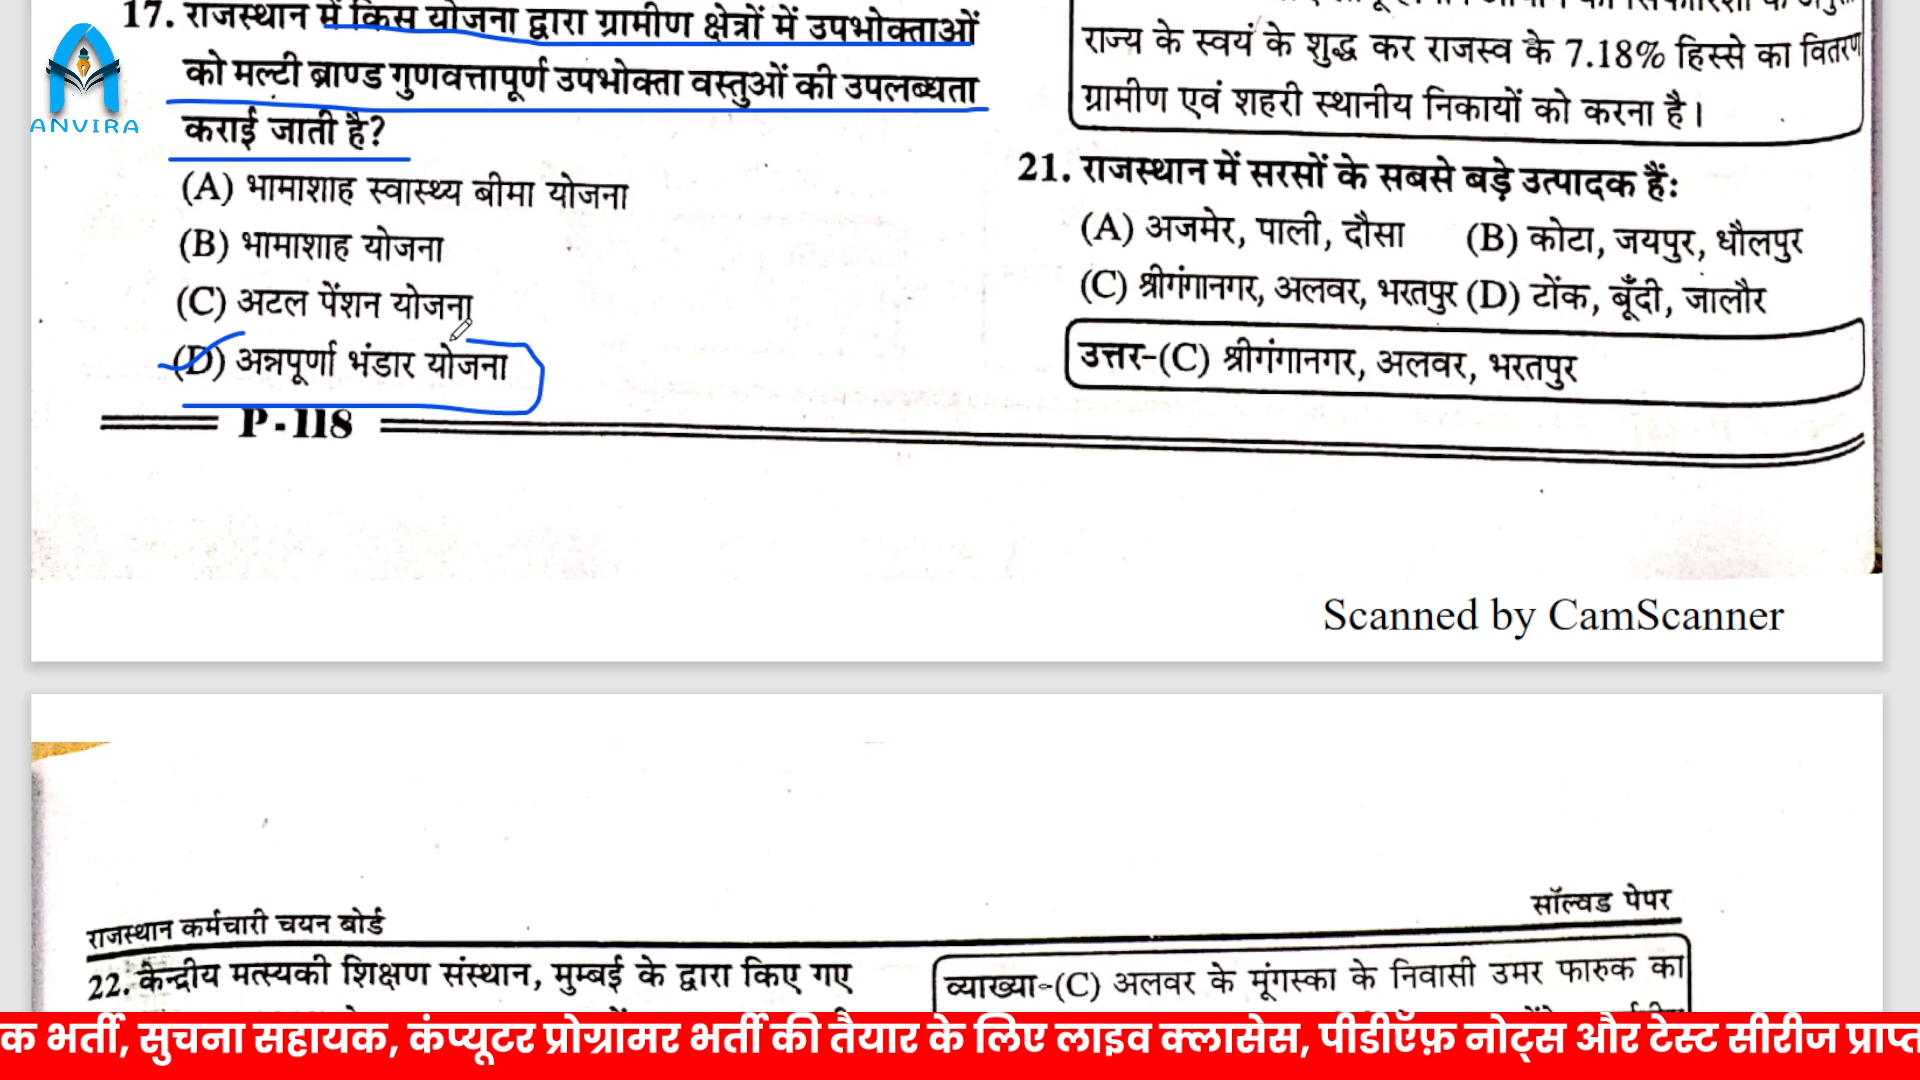 ANVIRA
17. राजस्थान में किस योजना द्वारा ग्रामीण क्षेत्रों में उपभोक्ताओं
को मल्टी ब्राण्ड गुणवत्तापूर्ण उपभोक्ता वस्तुओं की उपलब्धता
कराई जाती है?
(A) भामाशाह स्वास्थ्य बीमा योजना
(B) भामाशाह योजना
(C) अटल पेंशन योजना
(D) अन्नपूर्णा भंडार योजना
राज्य के स्वयं के शुद्ध कर राजस्व के 7.18% हिस्से का वितरण
ग्रामीण एवं शहरी स्थानीय निकायों को करना है।
21. राजस्थान में सरसों के सबसे बड़े उत्पादक हैं:
(A) अजमेर, पाली, दौसा (B) कोटा, जयपुर, धौलपुर
(C) श्रीगंगानगर, अलवर, भरतपुर (D) टोंक, बूँदी, जालौर
उत्तर-(C) श्रीगंगानगर, अलवर, भरतपुर
P-118
Scanned by CamScanner
राजस्थान कर्मचारी चयन बोर्ड
सॉल्वड पेपर
22. केन्द्रीय मत्स्यकी शिक्षण संस्थान, मुम्बई के द्वारा किए गए
व्याख्या-(C) अलवर के मूंगस्का के निवासी उमर फारुक का
क भर्ती, सुचना सहायक, कंप्यूटर प्रोग्रामर भर्ती की तैयार के लिए लाइव क्लासेस, पीडीऍफ़ नोट्स और टेस्ट सीरीज प्राप्त